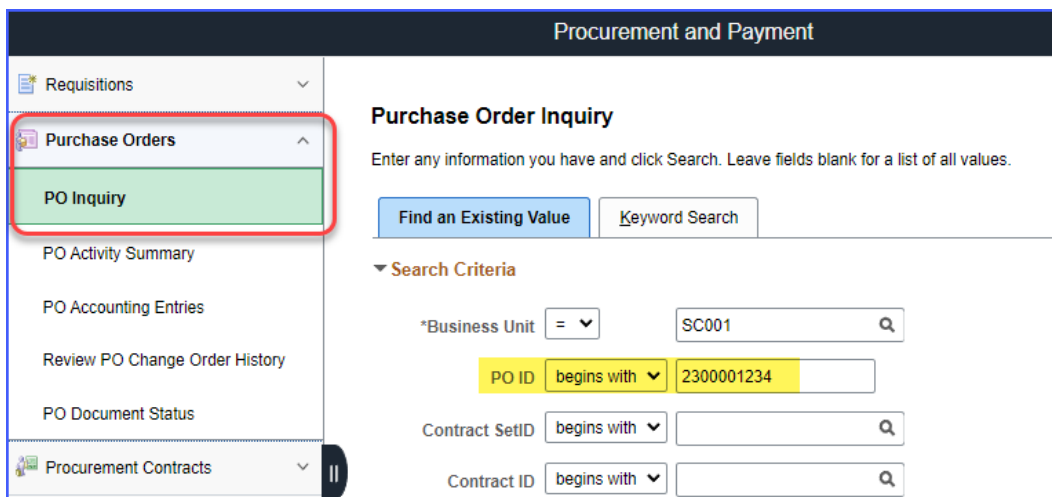 Procurement and Payment
Requisitions
Purchase Orders
PO Inquiry
PO Activity Summary
PO Accounting Entries
Review PO Change Order History
PO Document Status
Procurement Contracts
Purchase Order Inquiry
Enter any information you have and click Search. Leave fields blank for a list of all values.
Find an Existing Value
Keyword Search
Search Criteria
*Business Unit = SC001
PO ID begins with 2300001234
Contract SetID begins with
Contract ID begins with